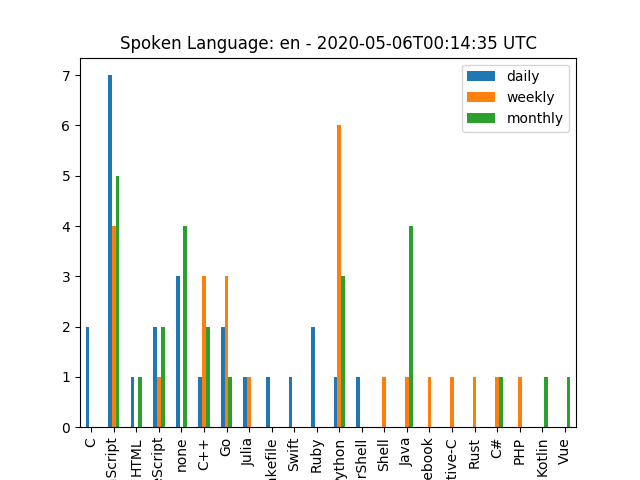 Spoken Language: en - 2020-05-06T00:14:35 UTC
daily
weekly
monthly
7
6
5
4
3
2
1
0
C
Script
HTML
Script
none
C++
Go
Julia
kefile
Swift
Ruby
ython
rShell
Shell
Java
ebook
tive-C
Rust
C#
PHP
Kotlin
Vue